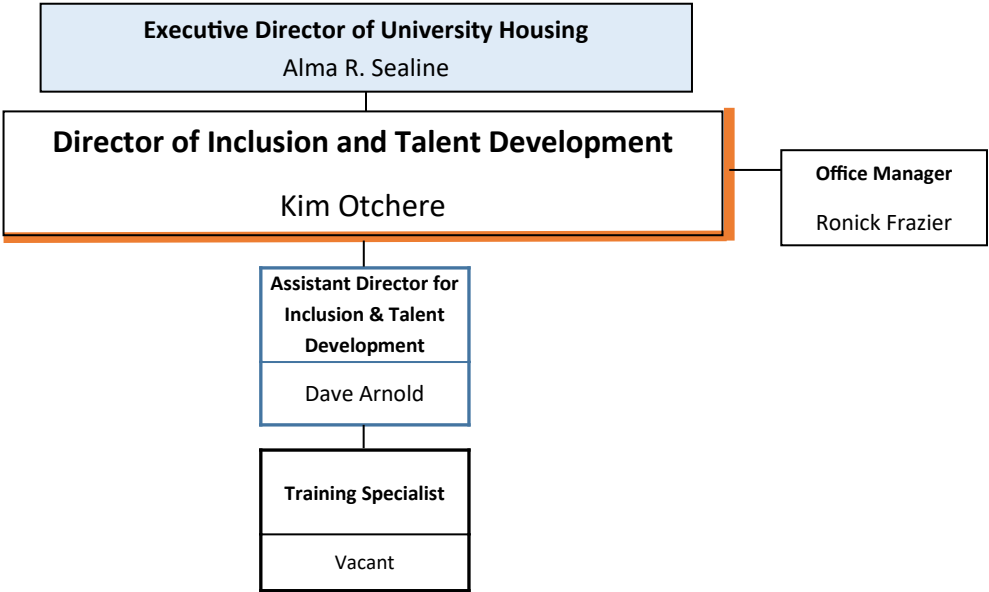 Executive Director of University Housing
Alma R. Sealine
Director of Inclusion and Talent Development
Kim Otchere
Office Manager
Ronick Frazier
Assistant Director for
Inclusion & Talent
Development
Dave Arnold
Training Specialist
Vacant